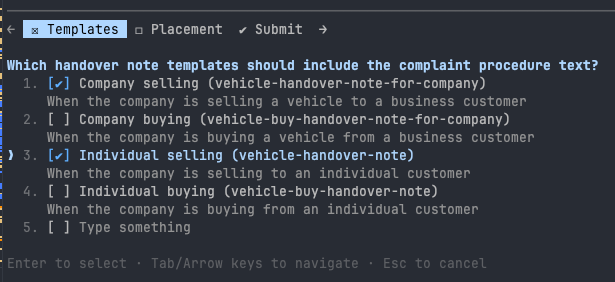 ← ☒ Templates ☐ Placement ✔ Submit →
Which handover note templates should include the complaint procedure text?
1. [✔] Company selling (vehicle-handover-note-for-company)
When the company is selling a vehicle to a business customer
2. [ ] Company buying (vehicle-buy-handover-note-for-company)
When the company is buying a vehicle from a business customer
❯ 3. [✔] Individual selling (vehicle-handover-note)
When the company is selling to an individual customer
4. [ ] Individual buying (vehicle-buy-handover-note)
When the company is buying from an individual customer
5. [ ] Type something
Enter to select · Tab/Arrow keys to navigate · Esc to cancel